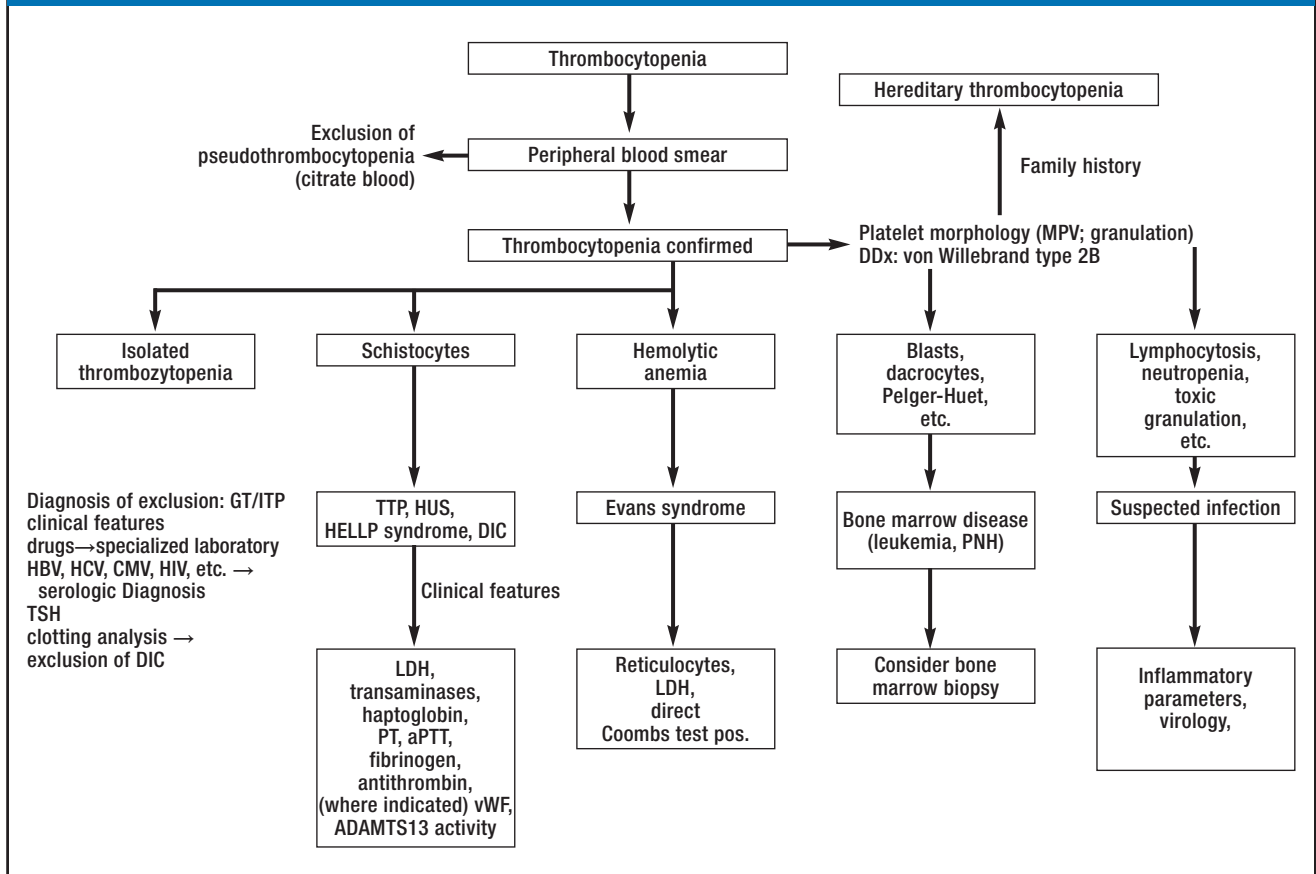 Thrombocytopenia
Hereditary thrombocytopenia
Exclusion of
pseudothrombocytopenia
(citrate blood)
Peripheral blood smear
Family history
Thrombocytopenia confirmed
Platelet morphology (MPV; granulation)
DDx: von Willebrand type 2B
Isolated
thrombozytopenia
Schistocytes
Hemolytic
anemia
Blasts,
dacrocytes,
Pelger-Huet,
etc.
Lymphocytosis,
neutropenia,
toxic
granulation,
etc.
Diagnosis of exclusion: GT/ITP
clinical features
drugs→specialized laboratory
HBV, HCV, CMV, HIV, etc. →
serologic Diagnosis
TSH
clotting analysis →
exclusion of DIC
TTP, HUS,
HELLP syndrome, DIC
Evans syndrome
Bone marrow disease
(leukemia, PNH)
Suspected infection
Clinical features
LDH,
transaminases,
haptoglobin,
PT, aPTT,
fibrinogen,
antithrombin,
(where indicated) vWF,
ADAMTS13 activity
Reticulocytes,
LDH,
direct
Coombs test pos.
Consider bone
marrow biopsy
Inflammatory
parameters,
virology,